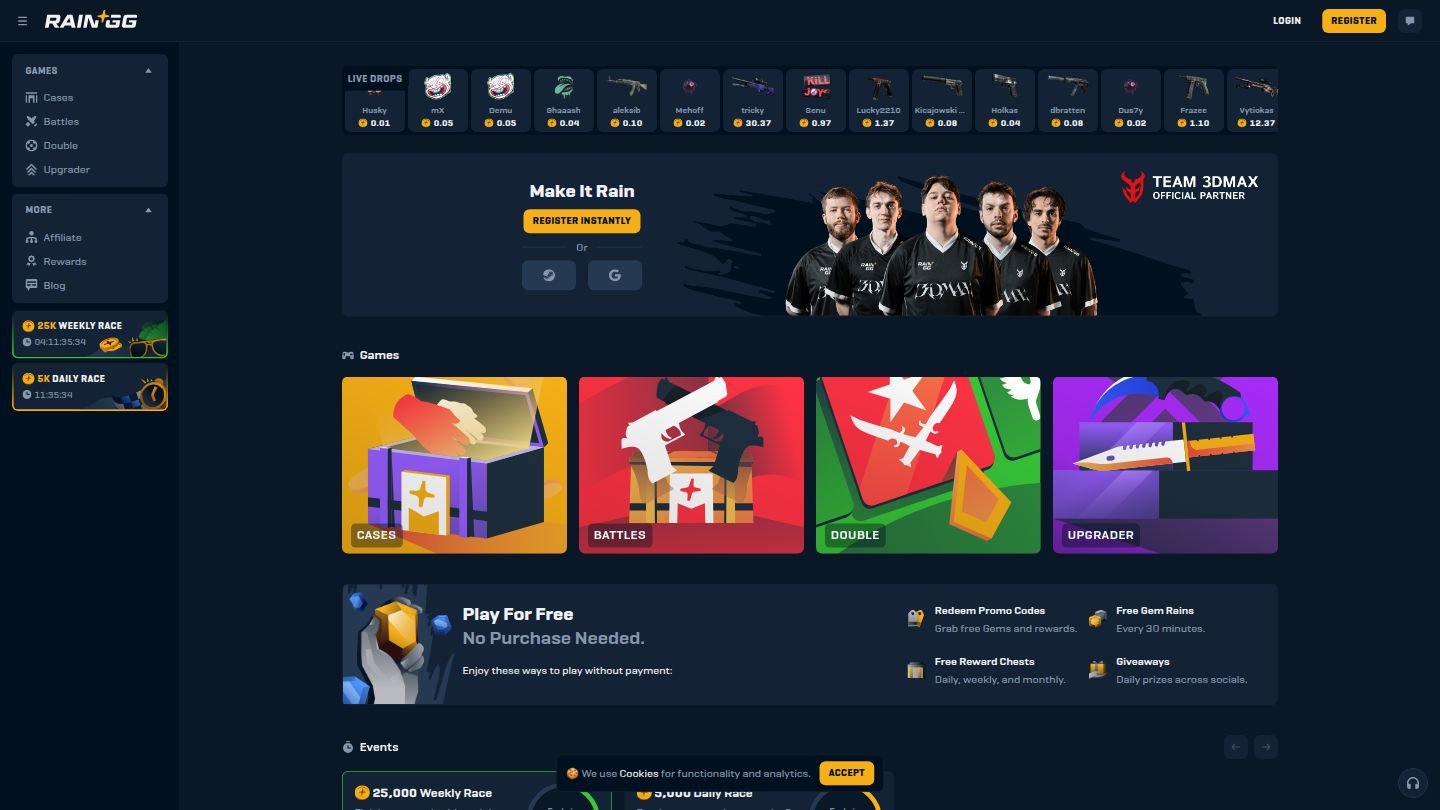 RAIN GG
LOGIN
REGISTER
GAMES
Cases
Battles
Double
Upgrader
MORE
Affiliate
Rewards
Blog
25K WEEKLY RACE
04:11:35:34
5K DAILY RACE
11:35:34
LIVE DROPS
Husky
0.01
mX
0.05
Demu
0.05
Ghaaash
0.04
aleksib
0.10
Mehoff
0.02
tricky
30.37
KILL JOY
Senu
0.97
Lucky2210
1.37
Kicajowski ...
0.08
Holkas
0.04
dbratten
0.08
Dus7y
0.02
Frazee
1.10
Vytiokas
12.37
Make It Rain
REGISTER INSTANTLY
Or
TEAM 3DMAX
OFFICIAL PARTNER
RAIN GG
3DMAX
Games
CASES
BATTLES
DOUBLE
UPGRADER
Play For Free
No Purchase Needed.
Enjoy these ways to play without payment:
Redeem Promo Codes
Grab free Gems and rewards.
Free Gem Rains
Every 30 minutes.
Free Reward Chests
Daily, weekly, and monthly.
Giveaways
Daily prizes across socials.
Events
25,000 Weekly Race
5,000 Daily Race
We use Cookies for functionality and analytics.
ACCEPT